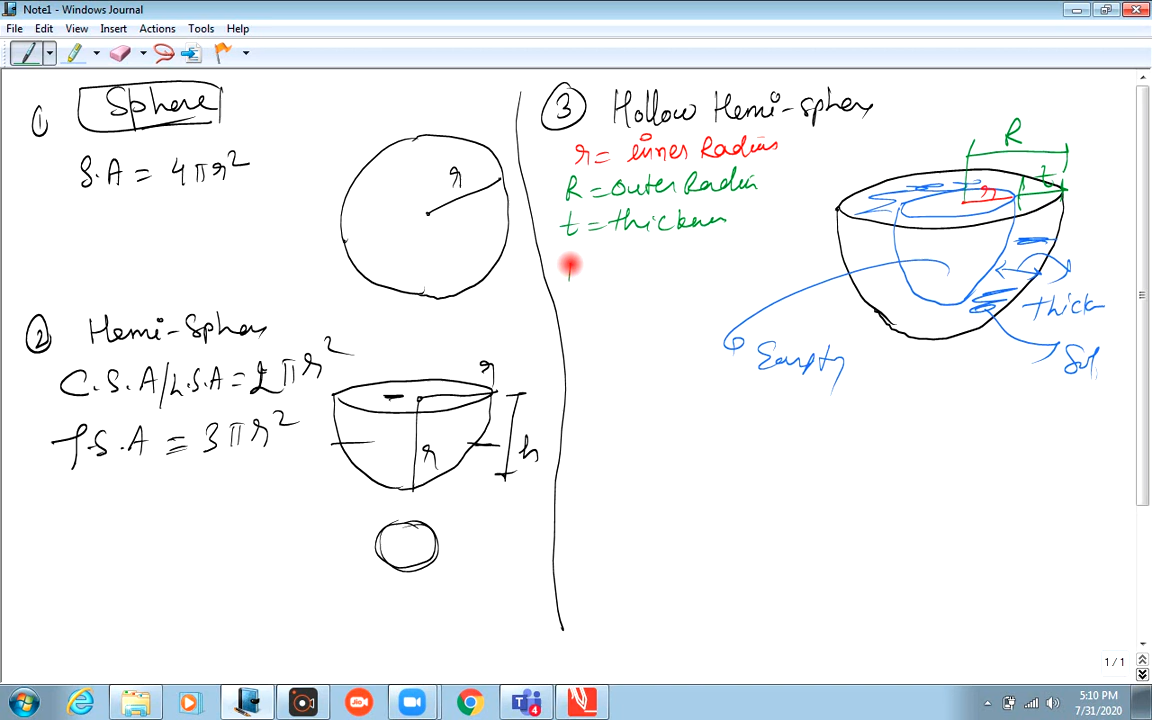 Note1 - Windows Journal
File Edit View Insert Actions Tools Help
1 Sphere
S.A = 4πr²
r
2 Hemi-Sphere
C.S.A/L.S.A = 2πr²
T.S.A = 3πr²
r
r
h
3 Hollow Hemi-sphere
r = inner Radius
R = outer Radius
t = thickness
R
r
t
thick
Empty
1 / 1
4
5:10 PM
7/31/2020